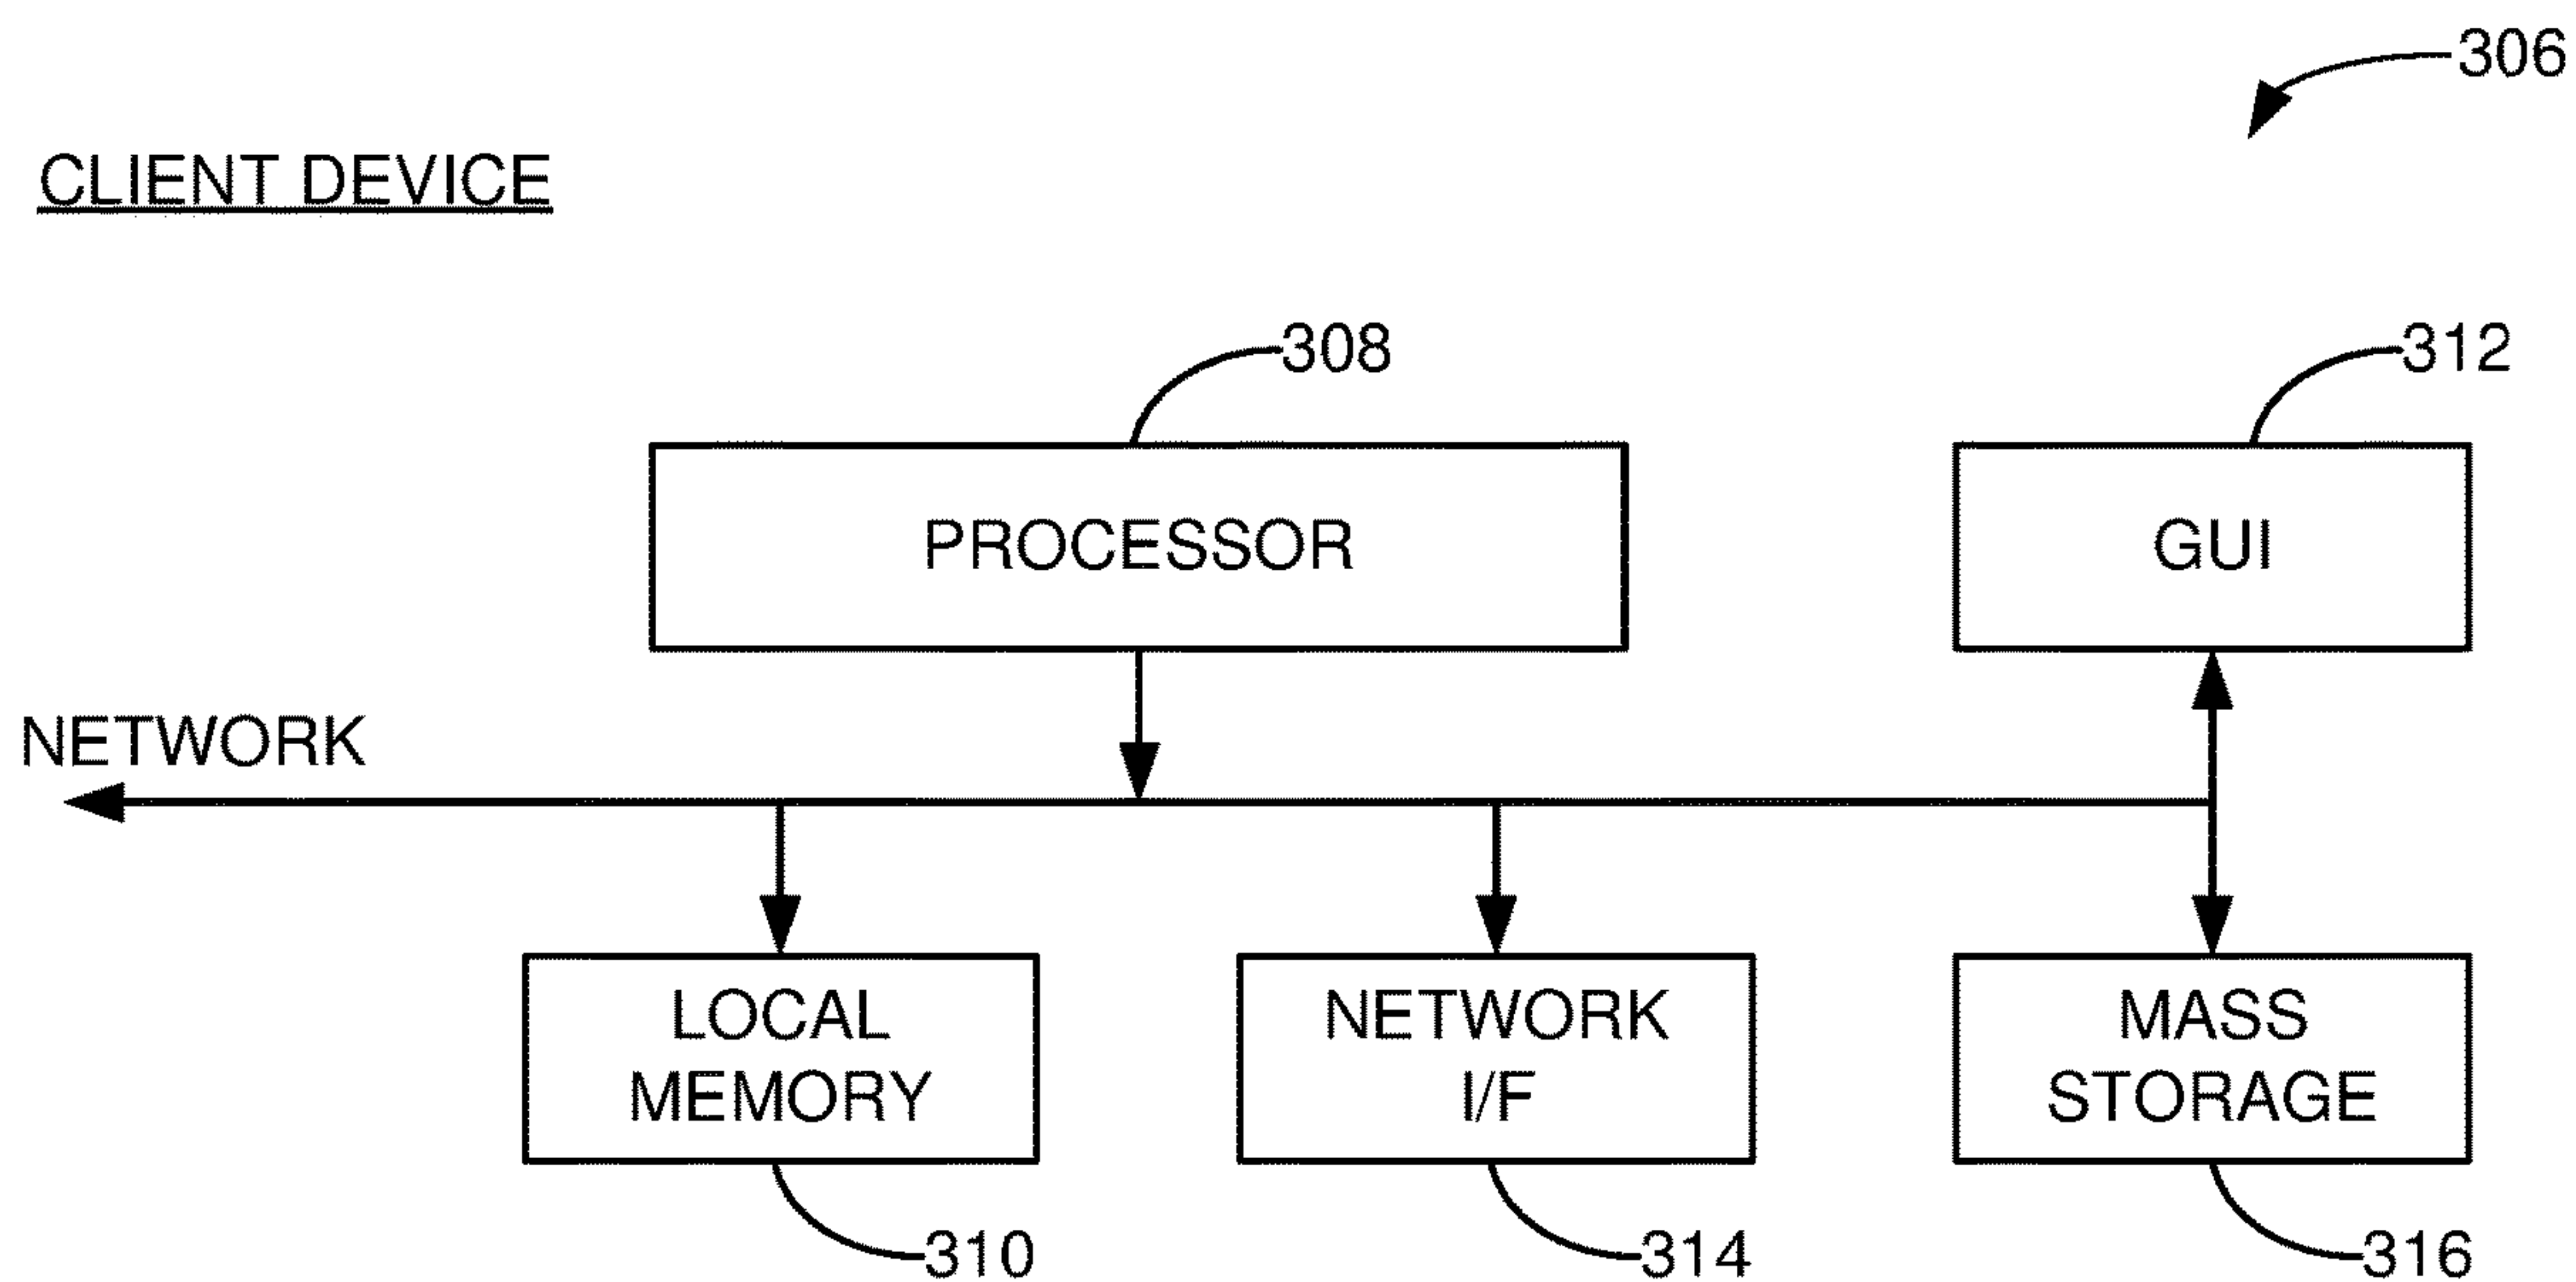 306
CLIENT DEVICE
308
312
PROCESSOR
GUI
NETWORK
LOCAL
MEMORY
NETWORK
I/F
MASS
STORAGE
310
314
316